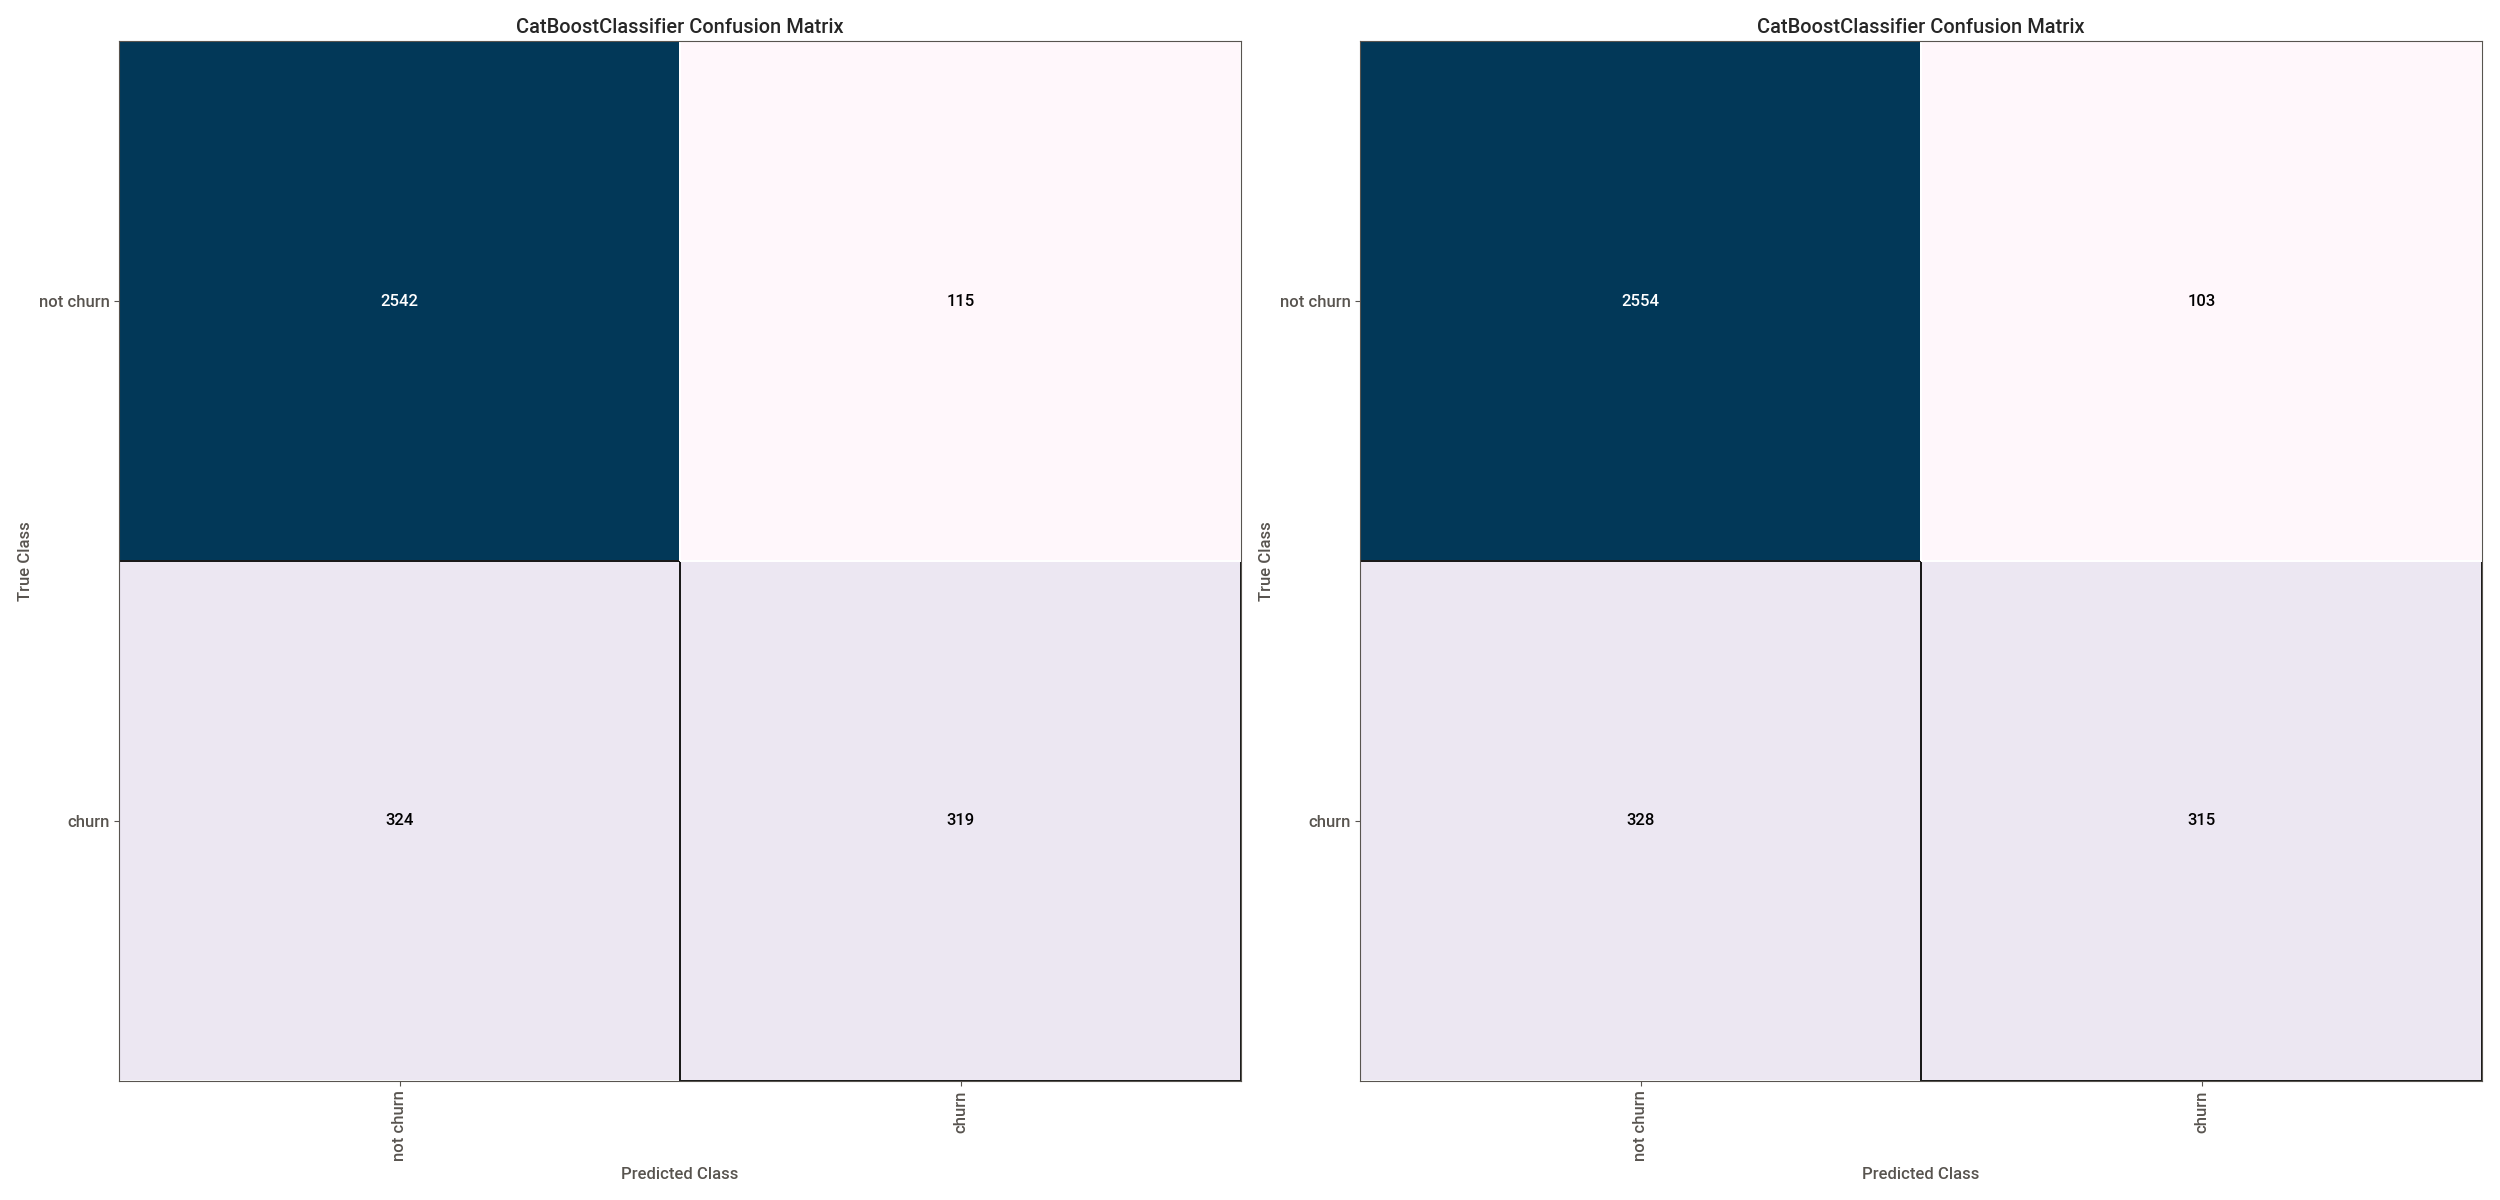 CatBoostClassifier Confusion Matrix
True Class
not churn
2542
115
churn
324
319
not churn
churn
Predicted Class
CatBoostClassifier Confusion Matrix
True Class
not churn
2554
103
churn
328
315
not churn
churn
Predicted Class